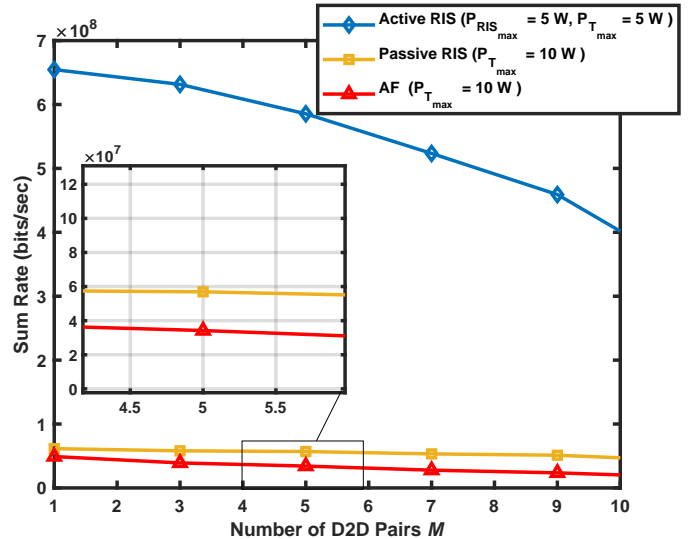 Active RIS (P_RIS_max = 5 W, P_T_max = 5 W )
Passive RIS (P_T_max = 10 W )
AF (P_T_max = 10 W )
×10^8
7
6
5
4
3
2
1
0
Sum Rate (bits/sec)
×10^7
12
10
8
6
4
2
0
4.5 5 5.5
1 2 3 4 5 6 7 8 9 10
Number of D2D Pairs M